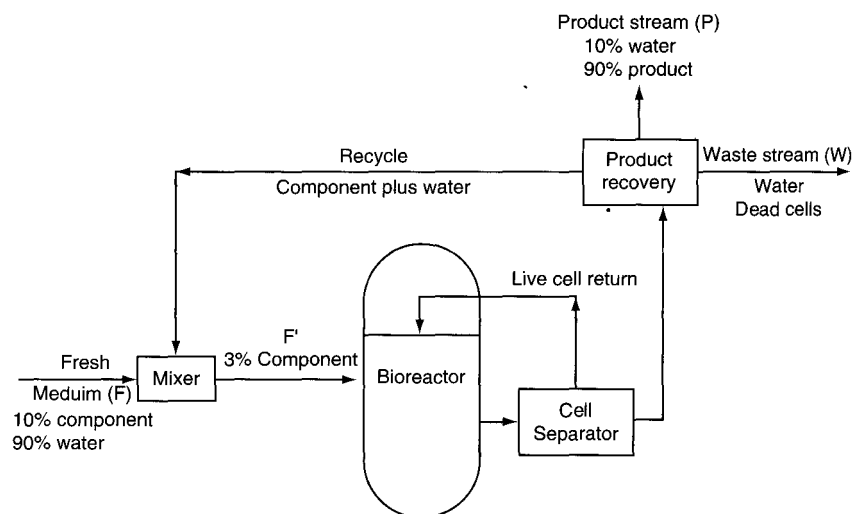 Product stream (P)
10% water
90% product
Recycle
Component plus water
Product
recovery
Waste stream (W)
Water
Dead cells
Live cell return
F'
3% Component
Bioreactor
Fresh
Meduim (F)
10% component
90% water
Mixer
Cell
Separator